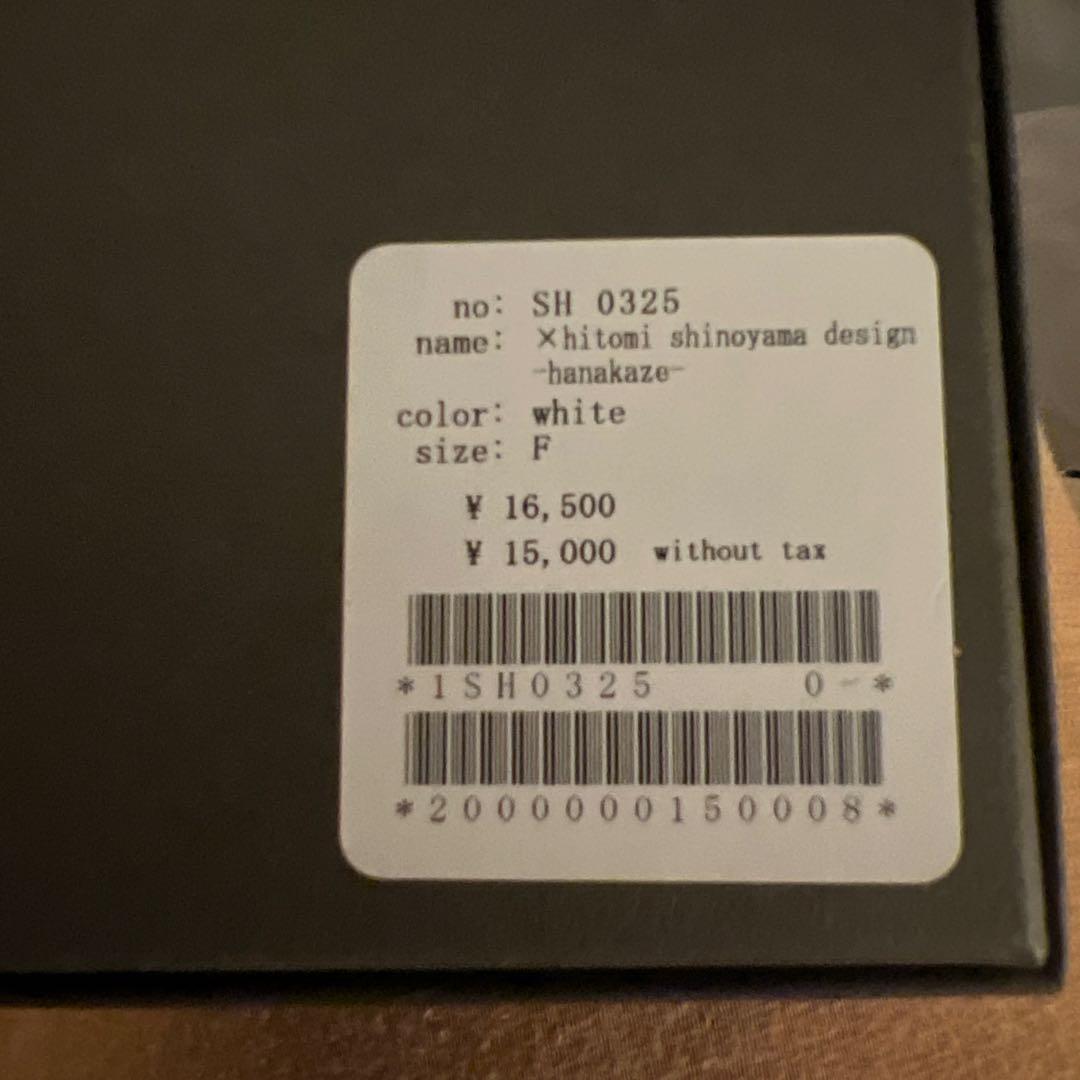 no: SH 0325
name: ×hitomi shinoyama design
-hanakaze-
color: white
size: F
¥ 16,500
¥ 15,000 without tax
*1SH0325 0-*
*2000000150008*